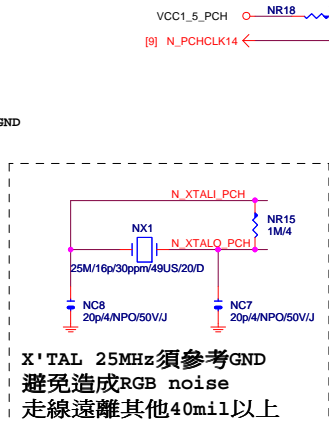 VCC1_5_PCH
NR18
[9] N_PCHCLK14
GND
N_XTALI_PCH
NX1
NR15
1M/4
N_XTALO_PCH
25M/16p/30ppm/49US/20/D
NC8
20p/4/NPO/50V/J
NC7
20p/4/NPO/50V/J
X'TAL 25MHz須參考GND
避免造成RGB noise
走線遠離其他40mil以上